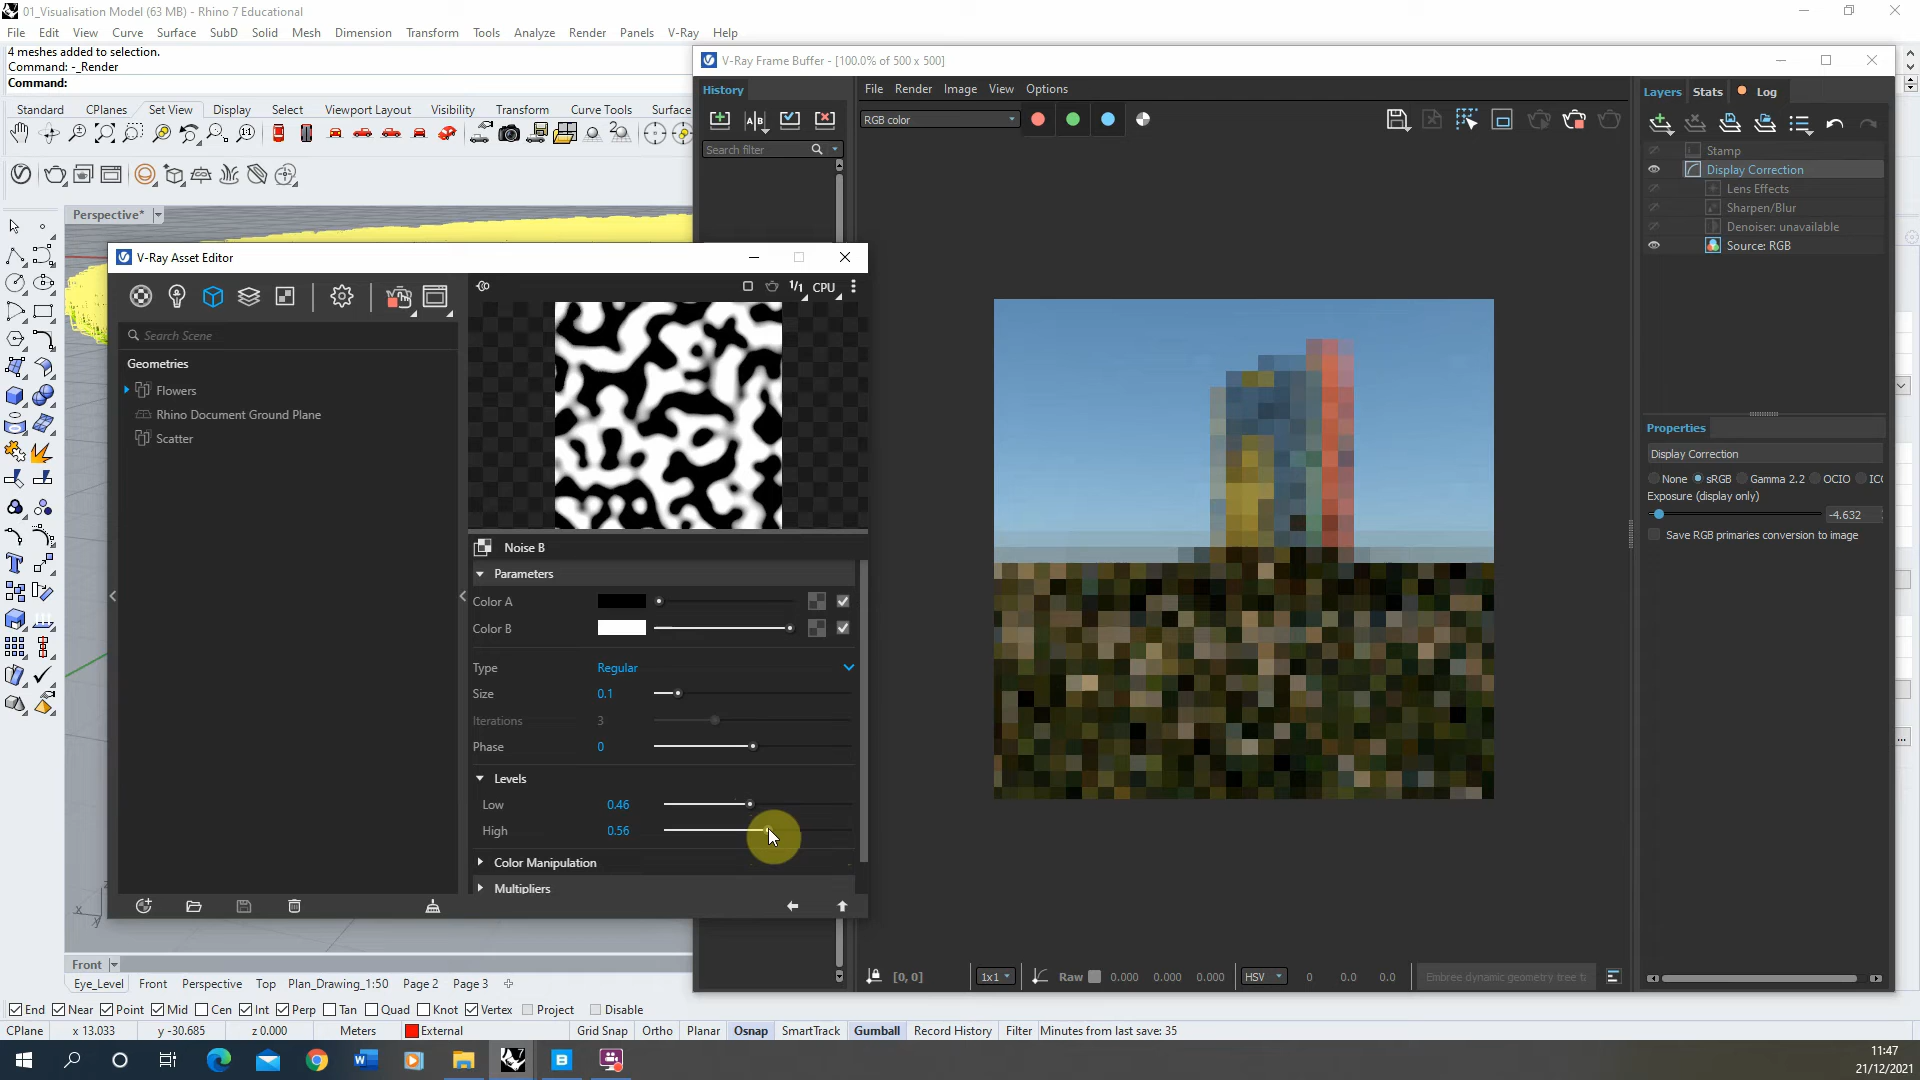 01_Visualisation Model (63 MB) - Rhino 7 Educational
File Edit View Curve Surface SubD Solid Mesh Dimension Transform Tools Analyze Render Panels V-Ray Help
4 meshes added to selection.
Command: -_Render
Command:
Standard CPlanes Set View Display Select Viewport Layout Visibility Transform Curve Tools Surface
Perspective*
V-Ray Frame Buffer - [100.0% of 500 x 500]
History
File Render Image View Options
RGB color
Search filter
Layers Stats Log
Stamp
Display Correction
Lens Effects
Sharpen/Blur
Denoiser: unavailable
Source: RGB
Properties
Display Correction
None sRGB Gamma 2.2 OCIO ICC
Exposure (display only)
-4.632
Save RGB primaries conversion to image
V-Ray Asset Editor
1/1 CPU
Search Scene
Geometries
Flowers
Rhino Document Ground Plane
Scatter
Noise B
Parameters
Color A
Color B
Type Regular
Size 0.1
Iterations 3
Phase 0
Levels
Low 0.46
High 0.56
Color Manipulation
Multipliers
[0, 0] 1x1 Raw 0.000 0.000 0.000 HSV 0 0.0 0.0 Embree dynamic geometry tree
Front
Eye_Level Front Perspective Top Plan_Drawing_1:50 Page 2 Page 3
End Near Point Mid Cen Int Perp Tan Quad Knot Vertex Project Disable
CPlane x 13.033 y -30.685 z 0.000 Meters External Grid Snap Ortho Planar Osnap SmartTrack Gumball Record History Filter Minutes from last save: 35
11:47
21/12/2021